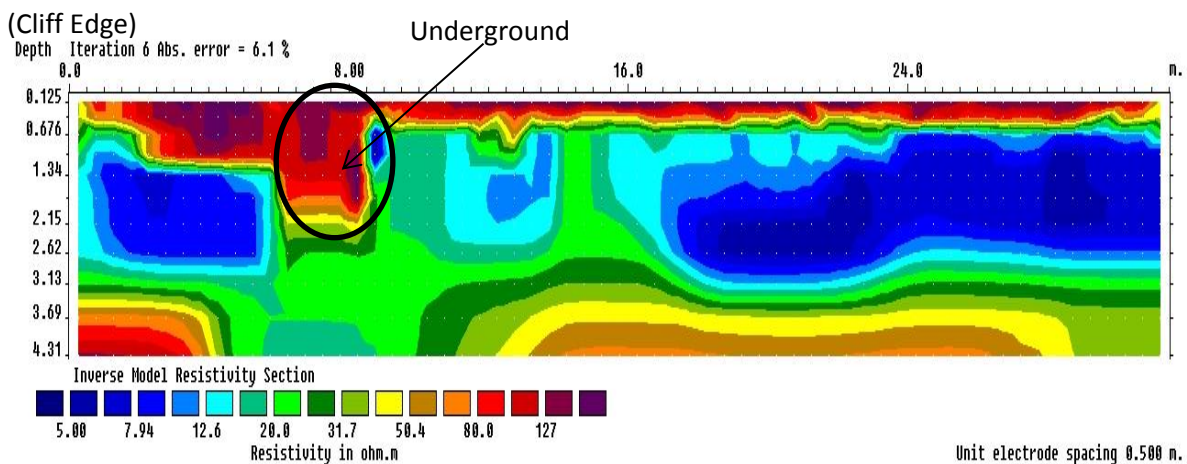 (Cliff Edge)
Underground
Depth Iteration 6 Abs. error = 6.1 %
0.0 8.00 16.0 24.0 m.
0.125
0.676
1.34
2.15
2.62
3.13
3.69
4.31
Inverse Model Resistivity Section
5.00 7.94 12.6 20.0 31.7 50.4 80.0 127
Resistivity in ohm.m Unit electrode spacing 0.500 m.